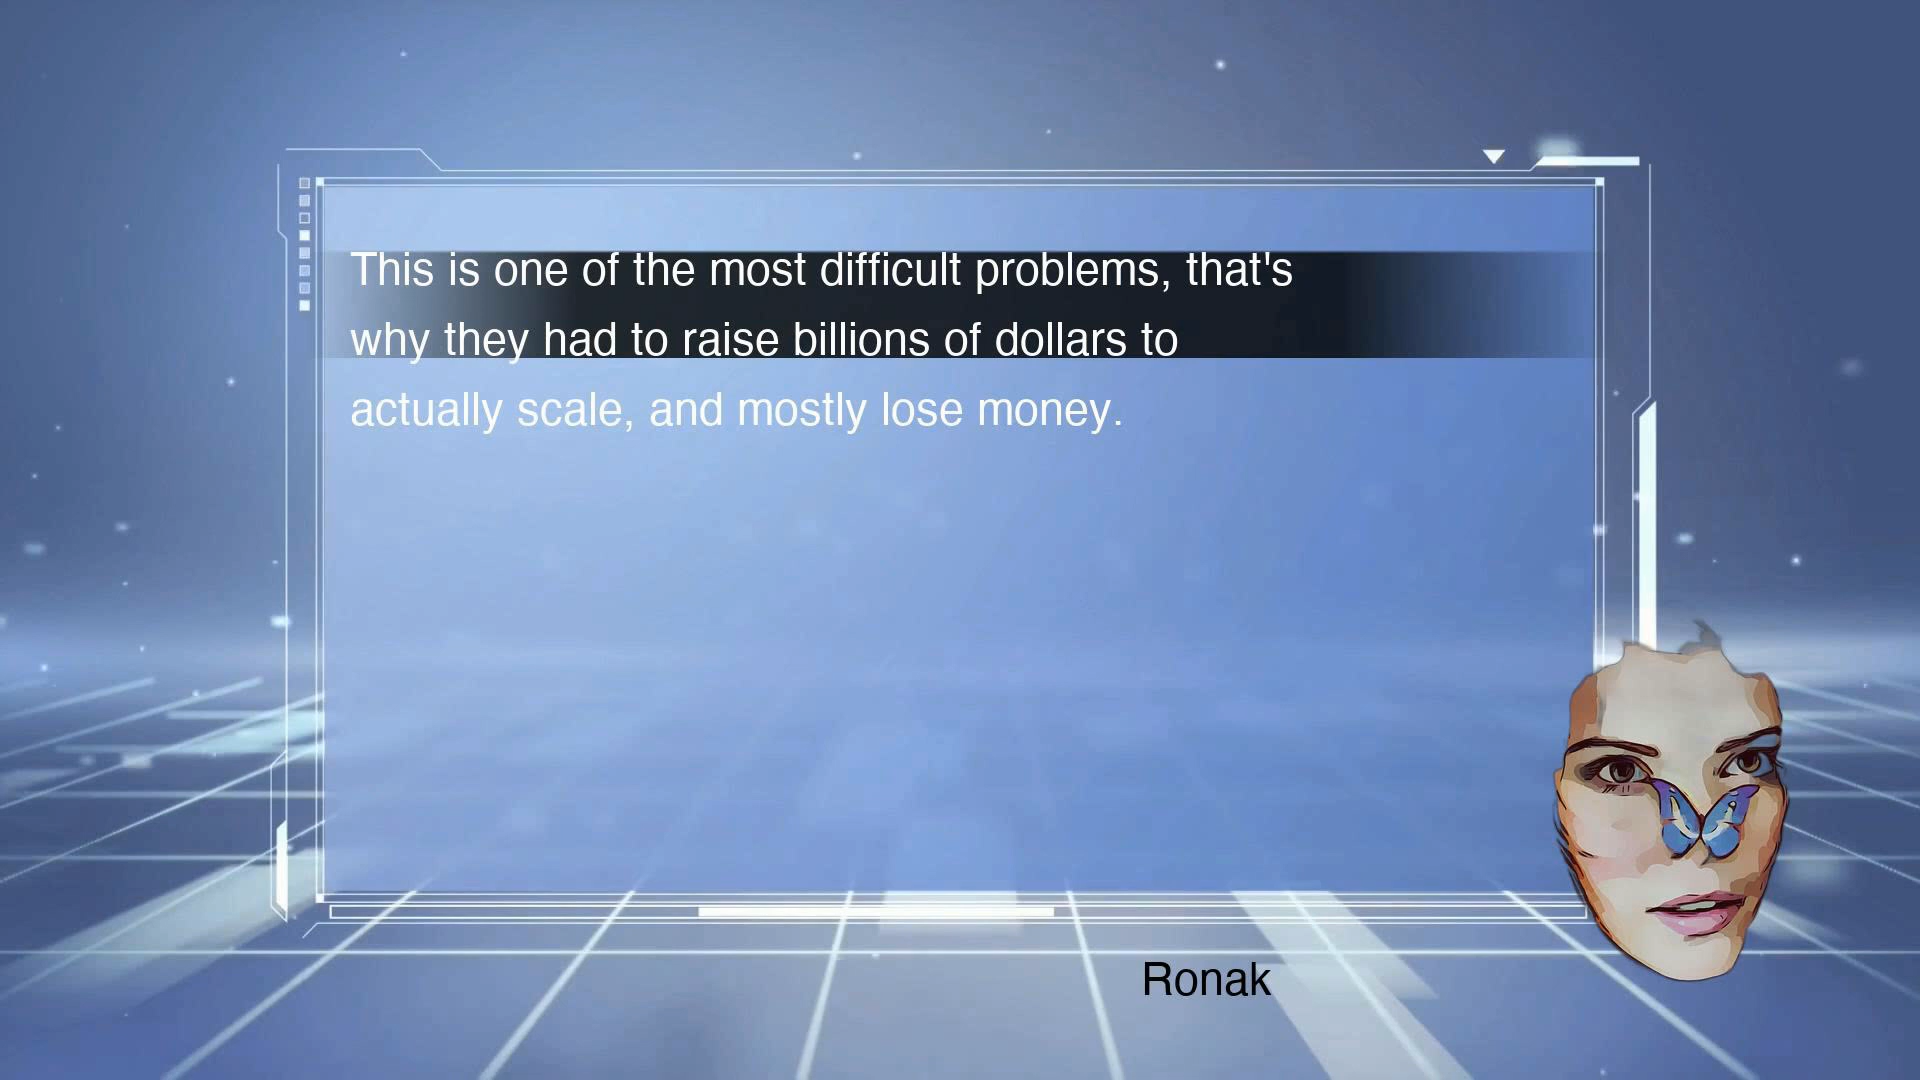 This is one of the most difficult problems, that's
why they had to raise billions of dollars to
actually scale, and mostly lose money.
Ronak